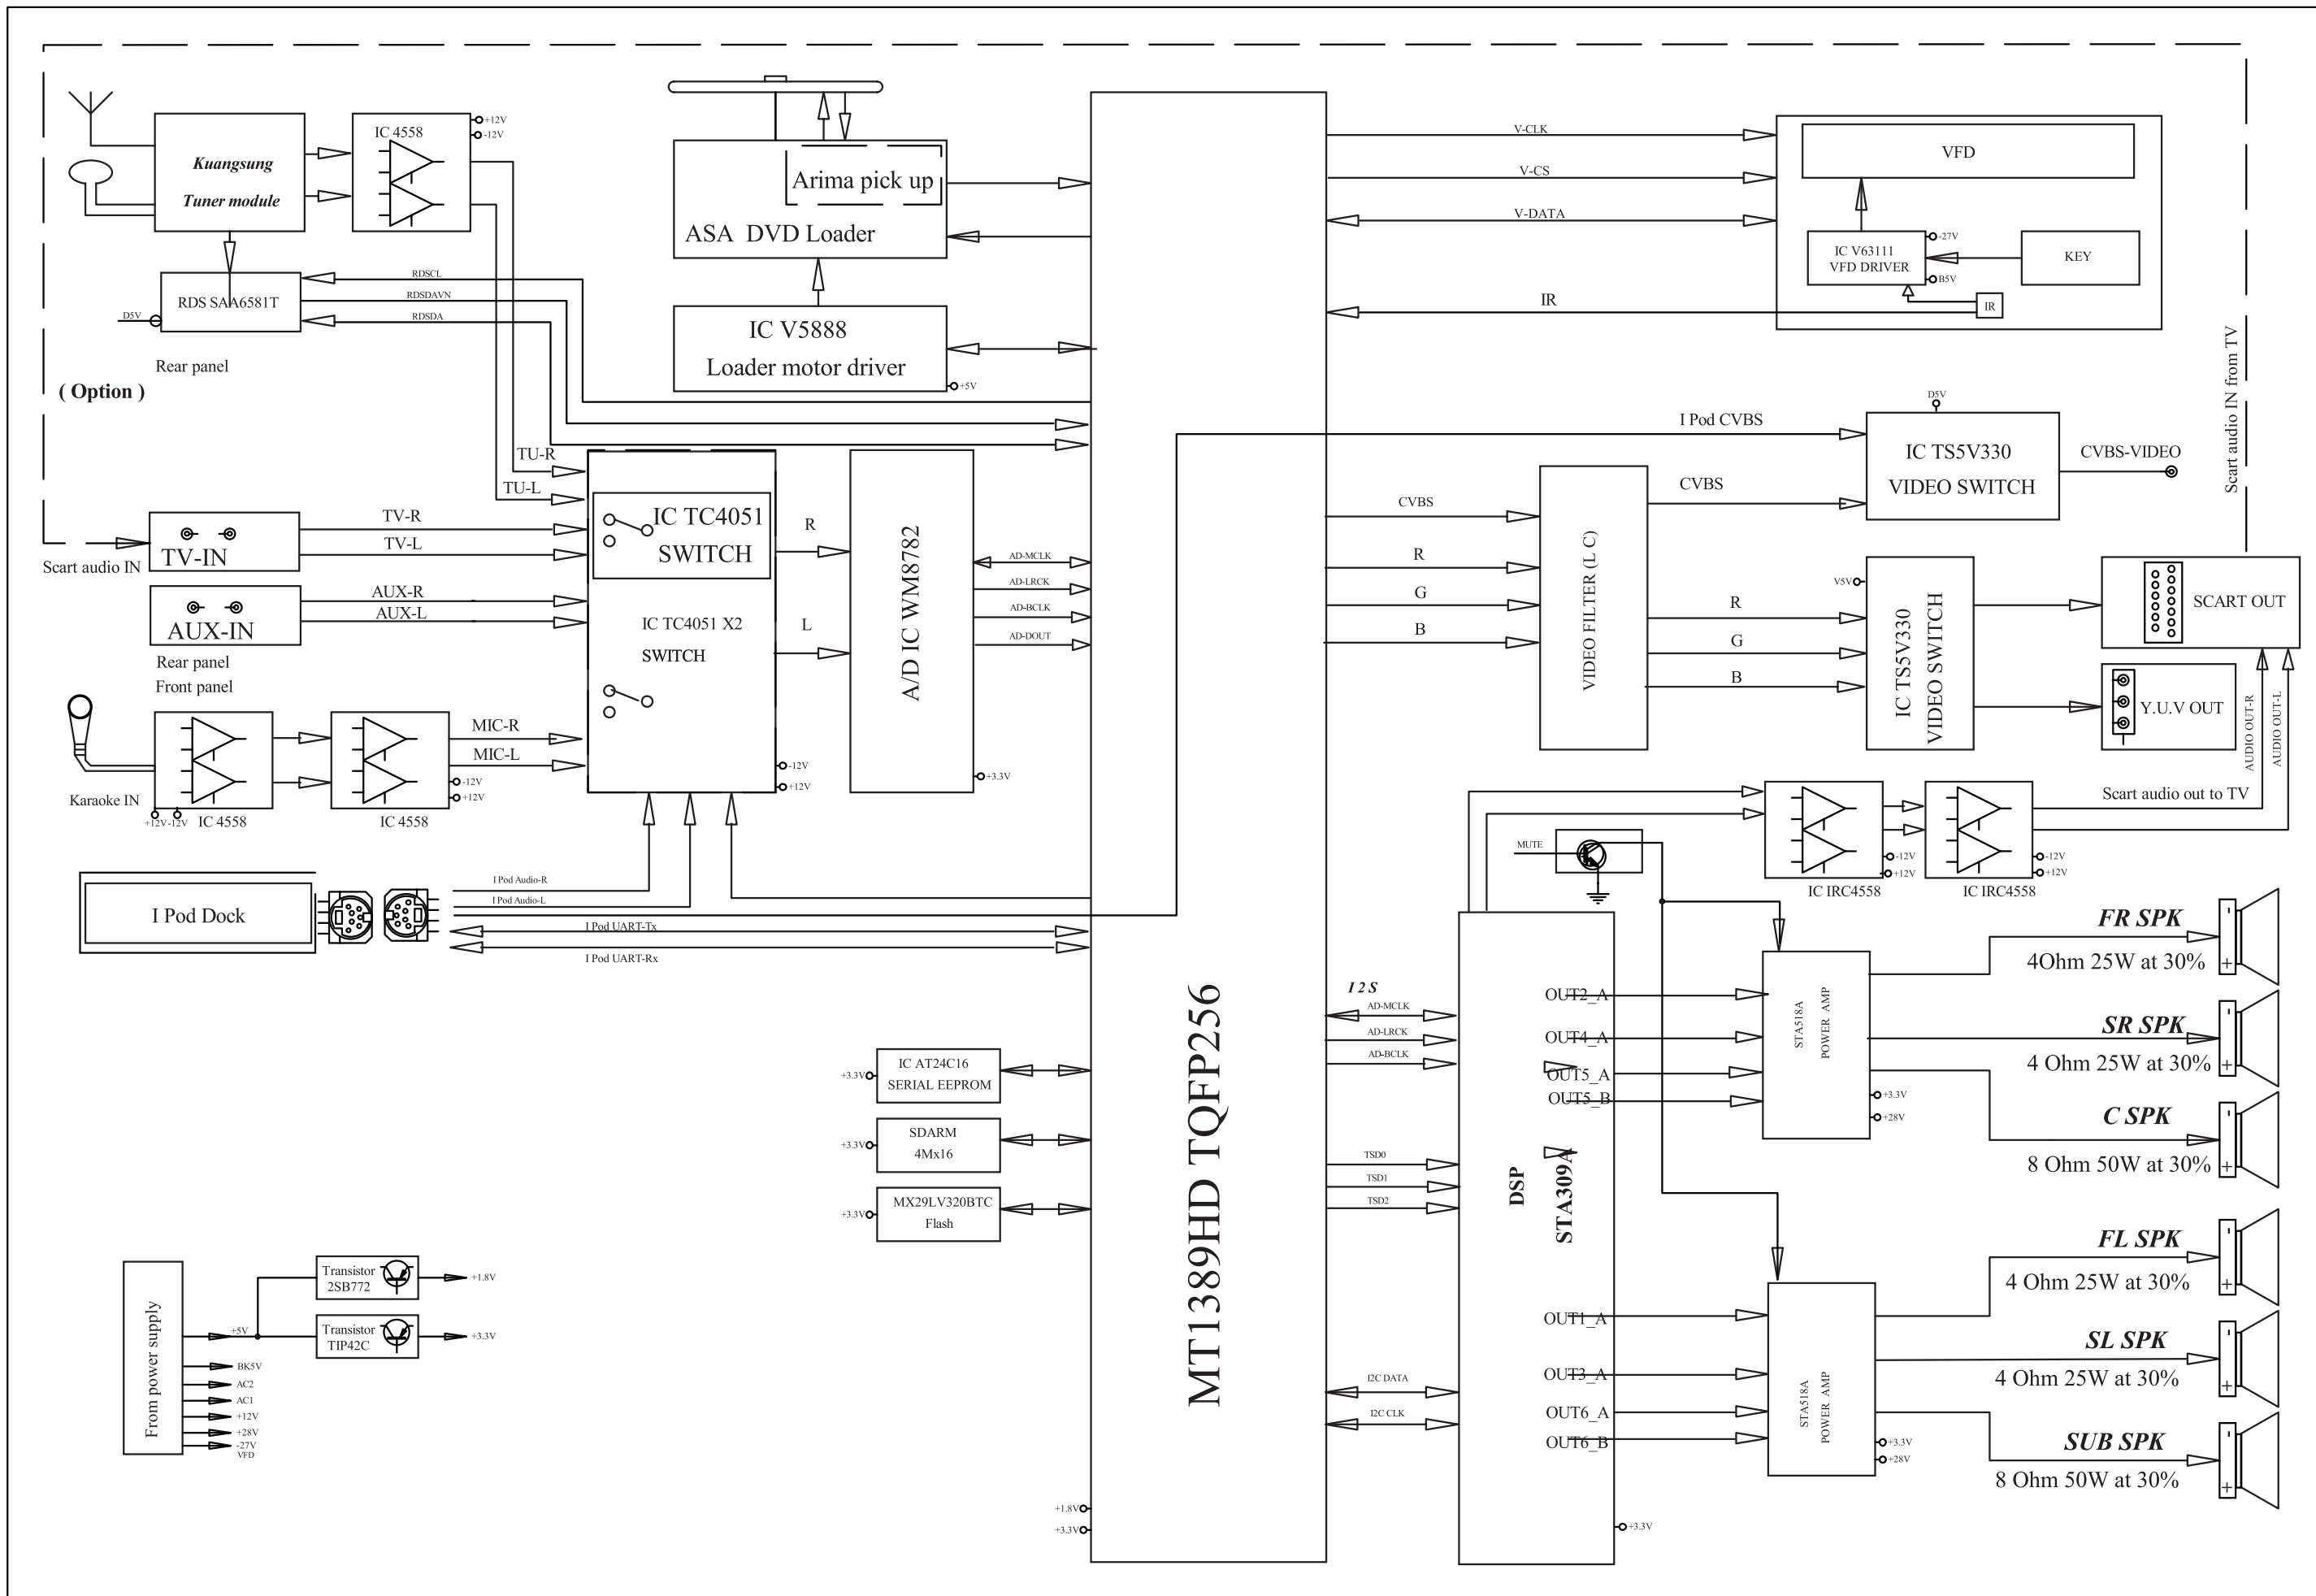 Kuangsung
Tuner module
IC 4558
+12V
-12V
RDS SAA6581T
D5V
RDSCL
RDSDAVN
RDSDA
Rear panel
( Option )
Arima pick up
ASA DVD Loader
IC V5888
Loader motor driver
+5V
TU-R
TU-L
TV-IN
Scart audio IN
TV-R
TV-L
AUX-IN
AUX-R
AUX-L
Rear panel
Front panel
Karaoke IN
+12V
-12V
IC 4558
IC 4558
-12V
+12V
MIC-R
MIC-L
IC TC4051
SWITCH
IC TC4051 X2
SWITCH
-12V
+12V
R
L
A/D IC WM8782
+3.3V
AD-MCLK
AD-LRCK
AD-BCLK
AD-DOUT
I Pod Dock
I Pod Audio-R
I Pod Audio-L
I Pod UART-Tx
I Pod UART-Rx
IC AT24C16
SERIAL EEPROM
+3.3V
SDARM
4Mx16
+3.3V
MX29LV320BTC
Flash
+3.3V
From power supply
+5V
BK5V
AC2
AC1
+12V
+28V
-27V
VFD
Transistor
2SB772
+1.8V
Transistor
TIP42C
+3.3V
MT1389HD TQFP256
+1.8V
+3.3V
V-CLK
V-CS
V-DATA
IR
VFD
IC V63111
VFD DRIVER
-27V
B5V
KEY
IR
Scart audio IN from TV
I Pod CVBS
D5V
IC TS5V330
VIDEO SWITCH
CVBS-VIDEO
CVBS
R
G
B
VIDEO FILTER (L C)
CVBS
R
G
B
V5V
IC TS5V330
VIDEO SWITCH
SCART OUT
Y.U.V OUT
AUDIO OUT-R
AUDIO OUT-L
Scart audio out to TV
IC IRC4558
-12V
+12V
IC IRC4558
-12V
+12V
MUTE
I 2 S
AD-MCLK
AD-LRCK
AD-BCLK
TSD0
TSD1
TSD2
I2C DATA
I2C CLK
DSP
STA309A
+3.3V
OUT2_A
OUT4_A
OUT5_A
OUT5_B
OUT1_A
OUT3_A
OUT6_A
OUT6_B
STA518A
POWER AMP
+3.3V
+28V
STA518A
POWER AMP
+3.3V
+28V
FR SPK
4Ohm 25W at 30%
- +
SR SPK
4 Ohm 25W at 30%
- +
C SPK
8 Ohm 50W at 30%
- +
FL SPK
4 Ohm 25W at 30%
- +
SL SPK
4 Ohm 25W at 30%
- +
SUB SPK
8 Ohm 50W at 30%
- +